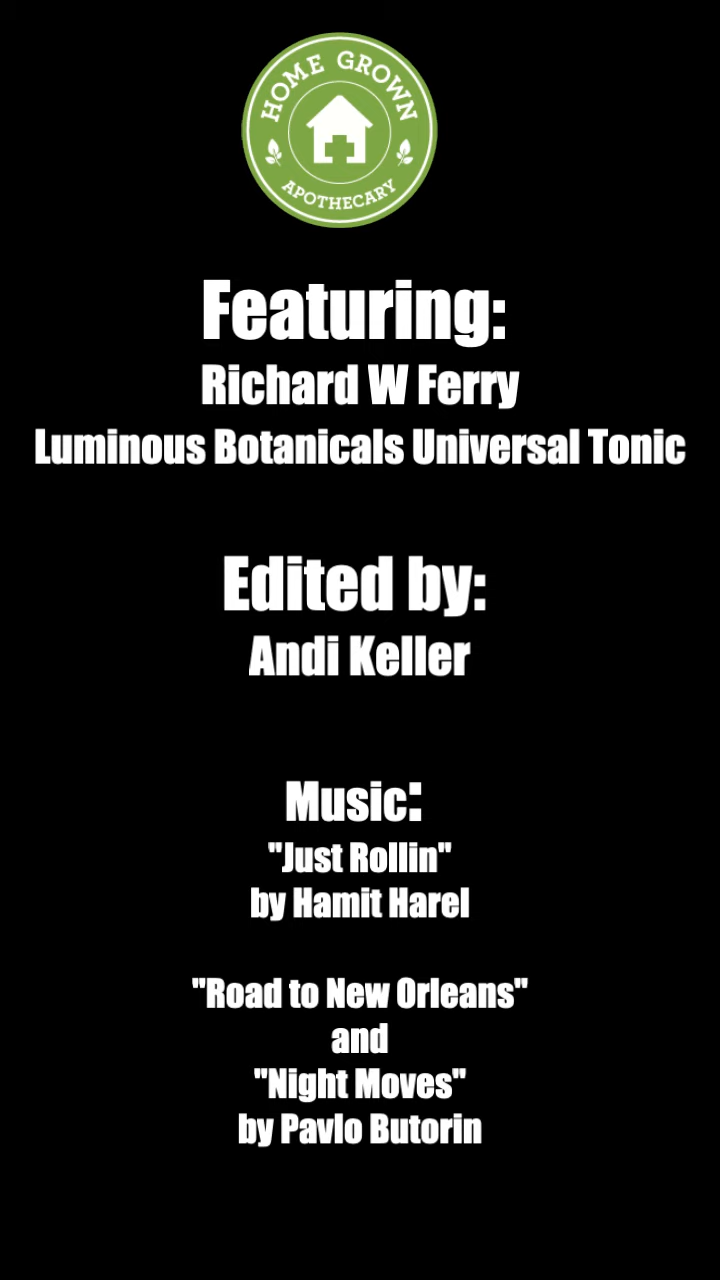 HOME GROWN
APOTHECARY
Featuring:
Richard W Ferry
Luminous Botanicals Universal Tonic
Edited by:
Andi Keller
Music:
"Just Rollin"
by Hamit Harel
"Road to New Orleans"
and
"Night Moves"
by Pavlo Butorin